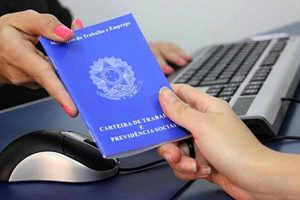 do Trabalho e Emprego
CARTEIRA DE TRABALHO
E
PREVIDÊNCIA SOCIAL